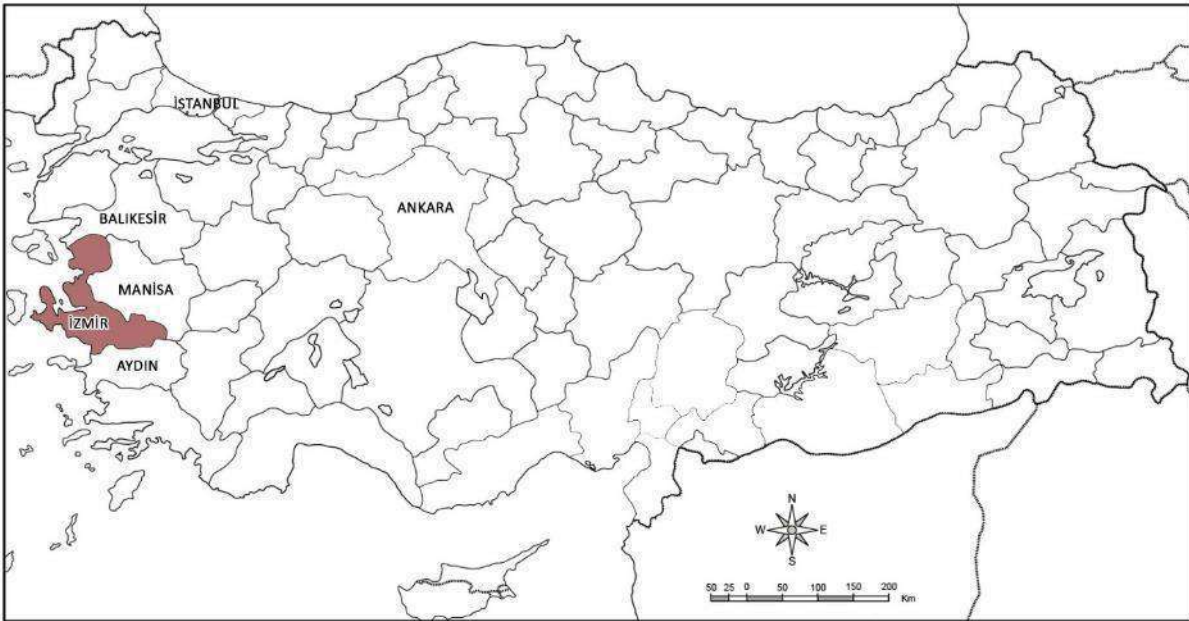 İSTANBUL
ANKARA
BALIKESİR
MANİSA
İZMİR
AYDIN
N
W E
S
50 25 0 50 100 150 200
Km